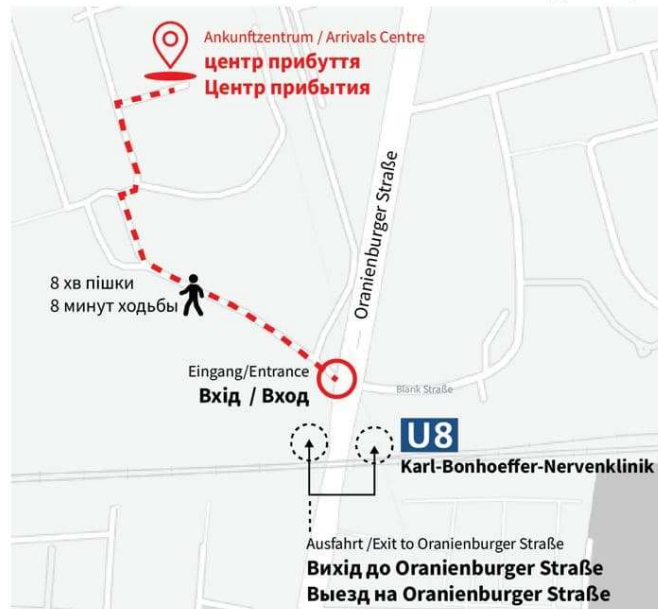 Ankunftzentrum / Arrivals Centre
центр прибуття
Центр прибытия
Oranienburger Straße
8 хв пішки
8 минут ходьбы
Eingang/Entrance
Вхід / Вход
Blank Straße
U8
Karl-Bonhoeffer-Nervenklinik
Ausfahrt /Exit to Oranienburger Straße
Вихід до Oranienburger Straße
Выезд на Oranienburger Straße